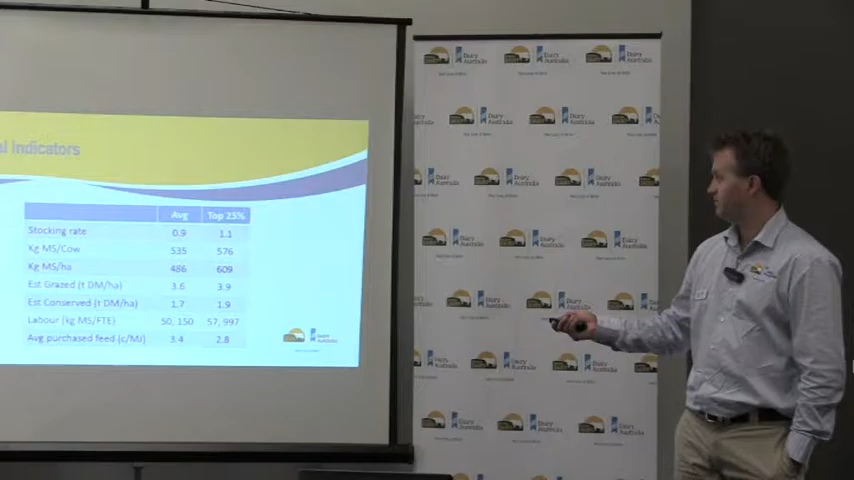 al Indicators
Avg Top 25%
Stocking rate 0.9 1.1
Kg MS/Cow 535 576
Kg MS/ha 486 609
Est Grazed (t DM/ha) 3.6 3.9
Est Conserved (t DM/ha) 1.7 1.9
Labour (kg MS/FTE) 50, 150 57, 997
Avg purchased feed (c/MJ) 3.4 2.8
Dairy
Australia